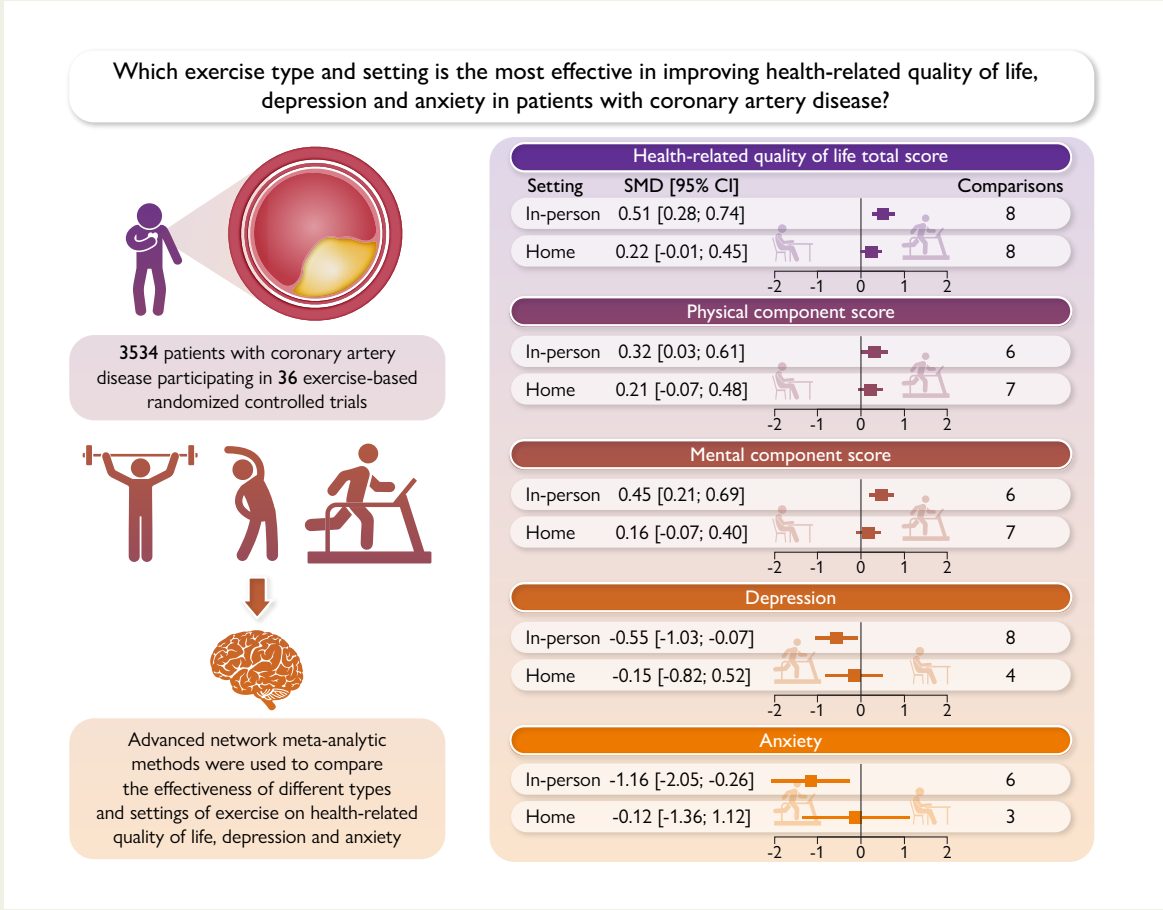 Which exercise type and setting is the most effective in improving health-related quality of life,
depression and anxiety in patients with coronary artery disease?
3534 patients with coronary artery
disease participating in 36 exercise-based
randomized controlled trials
Advanced network meta-analytic
methods were used to compare
the effectiveness of different types
and settings of exercise on health-related
quality of life, depression and anxiety
Health-related quality of life total score
Setting SMD [95% CI] Comparisons
In-person 0.51 [0.28; 0.74] 8
Home 0.22 [-0.01; 0.45] 8
-2 -1 0 1 2
Physical component score
In-person 0.32 [0.03; 0.61] 6
Home 0.21 [-0.07; 0.48] 7
-2 -1 0 1 2
Mental component score
In-person 0.45 [0.21; 0.69] 6
Home 0.16 [-0.07; 0.40] 7
-2 -1 0 1 2
Depression
In-person -0.55 [-1.03; -0.07] 8
Home -0.15 [-0.82; 0.52] 4
-2 -1 0 1 2
Anxiety
In-person -1.16 [-2.05; -0.26] 6
Home -0.12 [-1.36; 1.12] 3
-2 -1 0 1 2